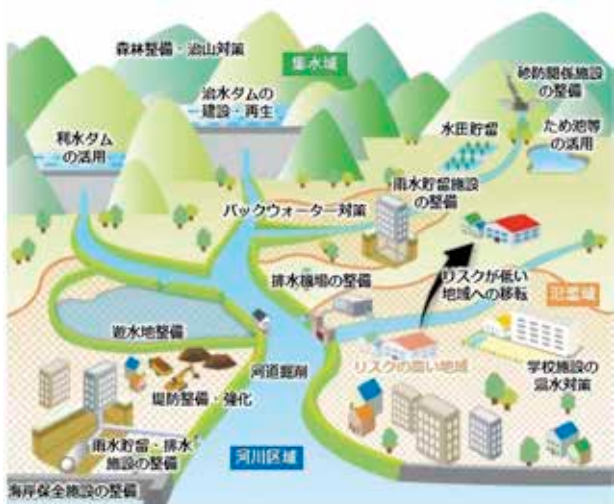 森林整備・治山対策
集水域
治水ダムの
建設・再生
砂防関係施設
の整備
利水ダム
の活用
水田貯留
ため池等
の活用
雨水貯留施設
の整備
バックウォーター対策
排水機場の整備
リスクが低い
地域への移転
氾濫域
遊水地整備
河道掘削
リスクの高い地域
学校施設の
浸水対策
堤防整備・強化
雨水貯留・排水
施設の整備
河川区域
海岸保全施設の整備